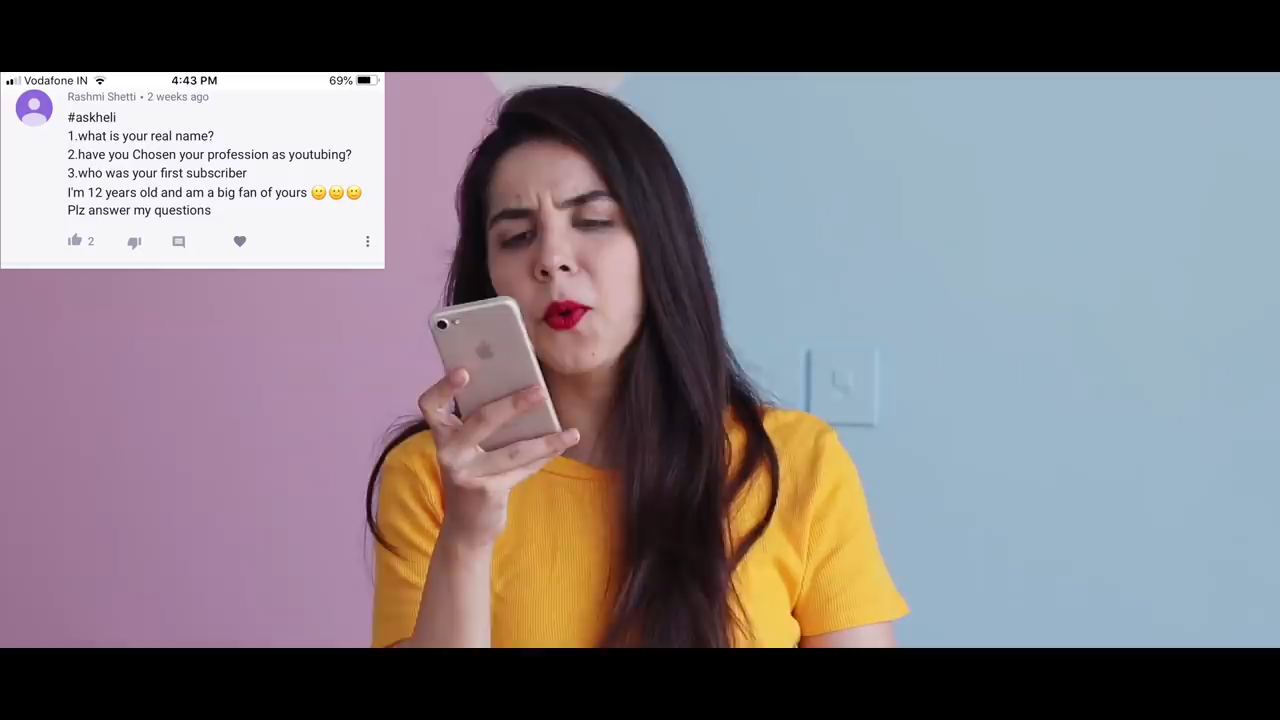 Vodafone IN 4:43 PM 69%
Rashmi Shetti • 2 weeks ago
#askheli
1.what is your real name?
2.have you Chosen your profession as youtubing?
3.who was your first subscriber
I'm 12 years old and am a big fan of yours 🙂🙂🙂
Plz answer my questions
2